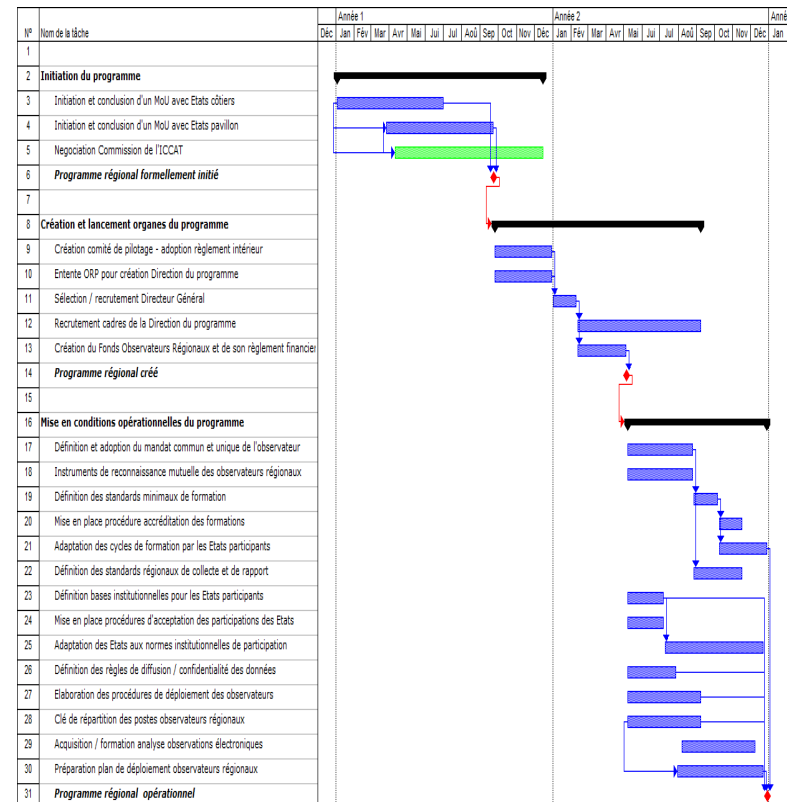 Année 1 Année 2 Anné
N° Nom de la tâche Déc Jan Fév Mar Avr Mai Jui Jul Aoû Sep Oct Nov Déc Jan Fév Mar Avr Mai Jui Jul Aoû Sep Oct Nov Déc Jan
1
2 Initiation du programme
3 Initiation et conclusion d'un MoU avec Etats côtiers
4 Initiation et conclusion d'un MoU avec Etats pavillon
5 Negociation Commission de l'ICCAT
6 Programme régional formellement initié
7
8 Création et lancement organes du programme
9 Création comité de pilotage - adoption règlement intérieur
10 Entente ORP pour création Direction du programme
11 Sélection / recrutement Directeur Général
12 Recrutement cadres de la Direction du programme
13 Création du Fonds Observateurs Régionaux et de son règlement financier
14 Programme régional créé
15
16 Mise en conditions opérationnelles du programme
17 Définition et adoption du mandat commun et unique de l'observateur
18 Instruments de reconnaissance mutuelle des observateurs régionaux
19 Définition des standards minimaux de formation
20 Mise en place procédure accréditation des formations
21 Adaptation des cycles de formation par les Etats participants
22 Définition des standards régionaux de collecte et de rapport
23 Définition bases institutionnelles pour les Etats participants
24 Mise en place procédures d'acceptation des participations des Etats
25 Adaptation des Etats aux normes institutionnelles de participation
26 Définition des règles de diffusion / confidentialité des données
27 Elaboration des procédures de déploiement des observateurs
28 Clé de répartition des postes observateurs régionaux
29 Acquisition / formation analyse observations électroniques
30 Préparation plan de déploiement observateurs régionaux
31 Programme régional opérationnel